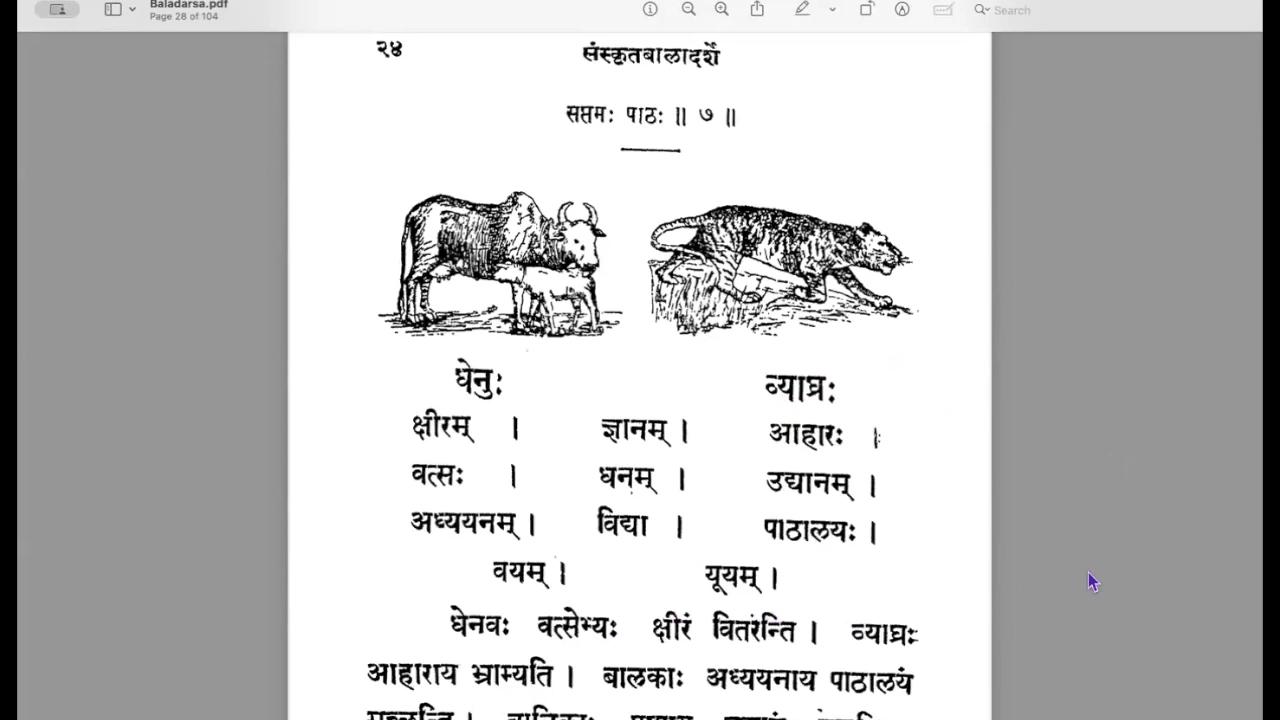 Baladarsa.pdf
Page 28 of 104
Search
२४ संस्कृतबालादर्शे
सप्तमः पाठः ॥ ७ ॥
धेनुः व्याघ्रः
क्षीरम् । ज्ञानम् । आहारः ।
वत्सः । धनम् । उद्यानम् ।
अध्ययनम् । विद्या । पाठालयः ।
वयम् । यूयम् ।
धेनवः वत्सेभ्यः क्षीरं वितरन्ति । व्याघ्रः
आहाराय भ्राम्यति । बालकाः अध्ययनाय पाठालयं